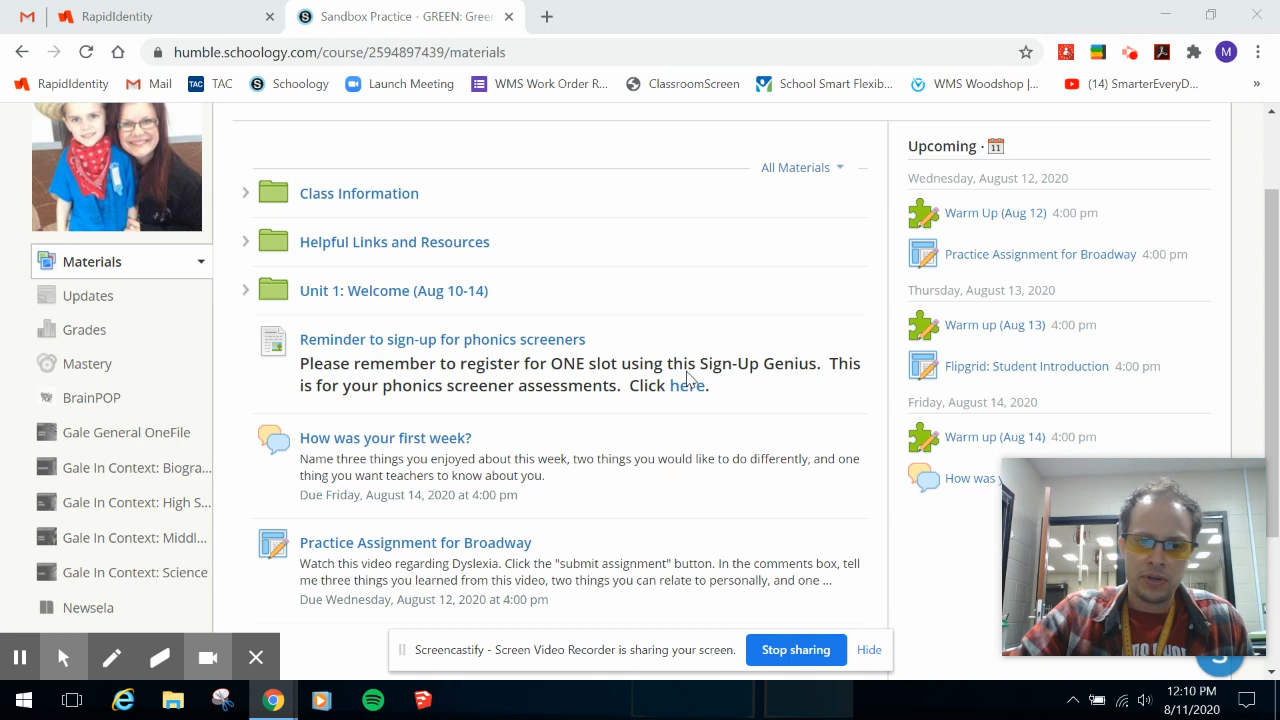 RapidIdentity
Sandbox Practice - GREEN: Gree
humble.schoology.com/course/2594897439/materials
M
RapidIdentity
Mail
TAC TAC
S Schoology
Launch Meeting
WMS Work Order R...
ClassroomScreen
School Smart Flexib...
WMS Woodshop |...
(14) SmarterEveryD...
»
All Materials
Class Information
Helpful Links and Resources
Unit 1: Welcome (Aug 10-14)
Reminder to sign-up for phonics screeners
Please remember to register for ONE slot using this Sign-Up Genius. This
is for your phonics screener assessments. Click here.
How was your first week?
Name three things you enjoyed about this week, two things you would like to do differently, and one
thing you want teachers to know about you.
Due Friday, August 14, 2020 at 4:00 pm
Practice Assignment for Broadway
Watch this video regarding Dyslexia. Click the "submit assignment" button. In the comments box, tell
me three things you learned from this video, two things you can relate to personally, and one ...
Due Wednesday, August 12, 2020 at 4:00 pm
Materials
Updates
Grades
Mastery
BrainPOP
Gale General OneFile
Gale In Context: Biogra...
Gale In Context: High S...
Gale In Context: Middl...
Gale In Context: Science
Newsela
Upcoming · 11
Wednesday, August 12, 2020
Warm Up (Aug 12) 4:00 pm
Practice Assignment for Broadway 4:00 pm
Thursday, August 13, 2020
Warm up (Aug 13) 4:00 pm
Flipgrid: Student Introduction 4:00 pm
Friday, August 14, 2020
Warm up (Aug 14) 4:00 pm
How was y
Screencastify - Screen Video Recorder is sharing your screen.
Stop sharing
Hide
12:10 PM
8/11/2020